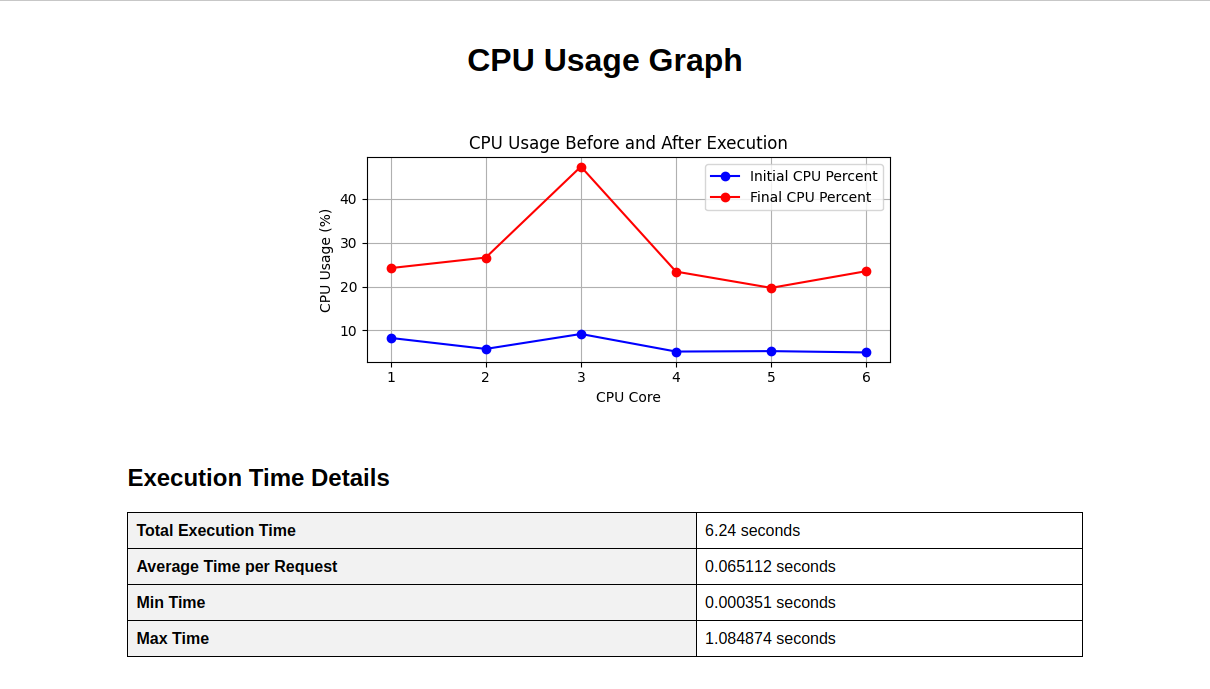 CPU Usage Graph
CPU Usage Before and After Execution
Initial CPU Percent
Final CPU Percent
CPU Usage (%)
40
30
20
10
1 2 3 4 5 6
CPU Core
Execution Time Details
Total Execution Time 6.24 seconds
Average Time per Request 0.065112 seconds
Min Time 0.000351 seconds
Max Time 1.084874 seconds